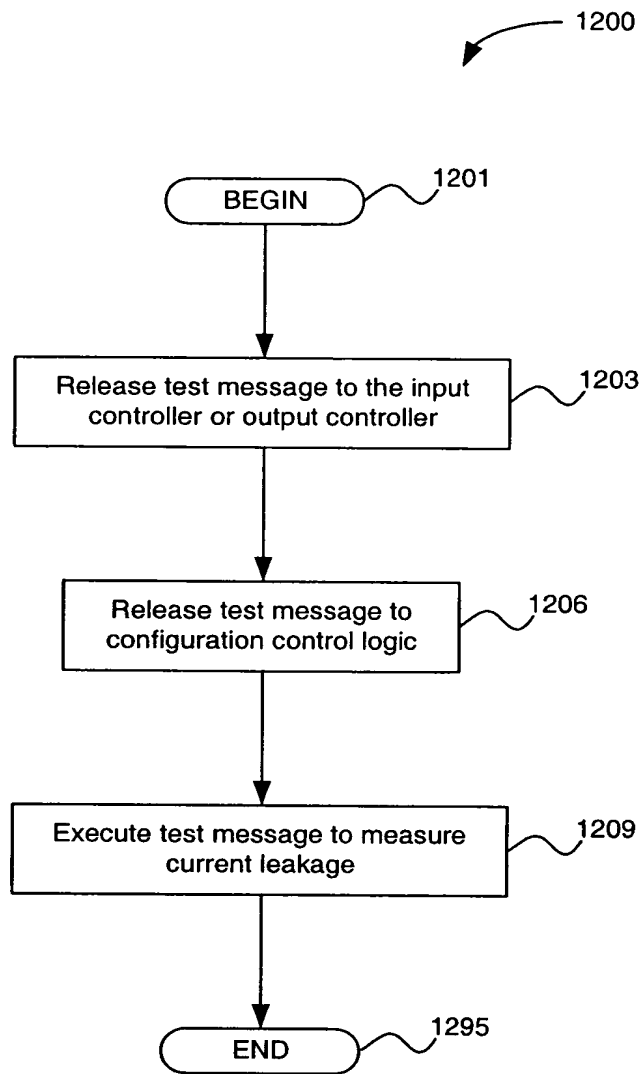 1200
1201
BEGIN
1203
Release test message to the input
controller or output controller
1206
Release test message to
configuration control logic
1209
Execute test message to measure
current leakage
1295
END